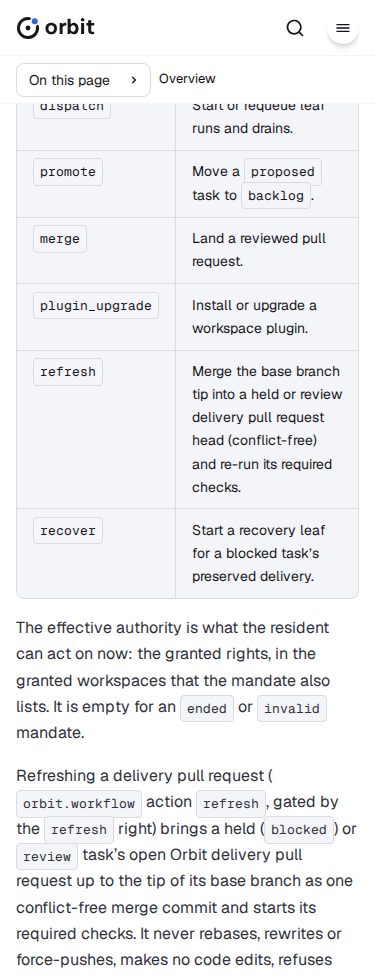 orbit
On this page
Overview
dispatch
Start or requeue leaf
runs and drains.
promote
Move a proposed
task to backlog.
merge
Land a reviewed pull
request.
plugin_upgrade
Install or upgrade a
workspace plugin.
refresh
Merge the base branch
tip into a held or review
delivery pull request
head (conflict-free)
and re-run its required
checks.
recover
Start a recovery leaf
for a blocked task's
preserved delivery.
The effective authority is what the resident
can act on now: the granted rights, in the
granted workspaces that the mandate also
lists. It is empty for an ended or invalid
mandate.
Refreshing a delivery pull request (
orbit.workflow action refresh, gated by
the refresh right) brings a held (blocked) or
review task's open Orbit delivery pull
request up to the tip of its base branch as one
conflict-free merge commit and starts its
required checks. It never rebases, rewrites or
force-pushes, makes no code edits, refuses